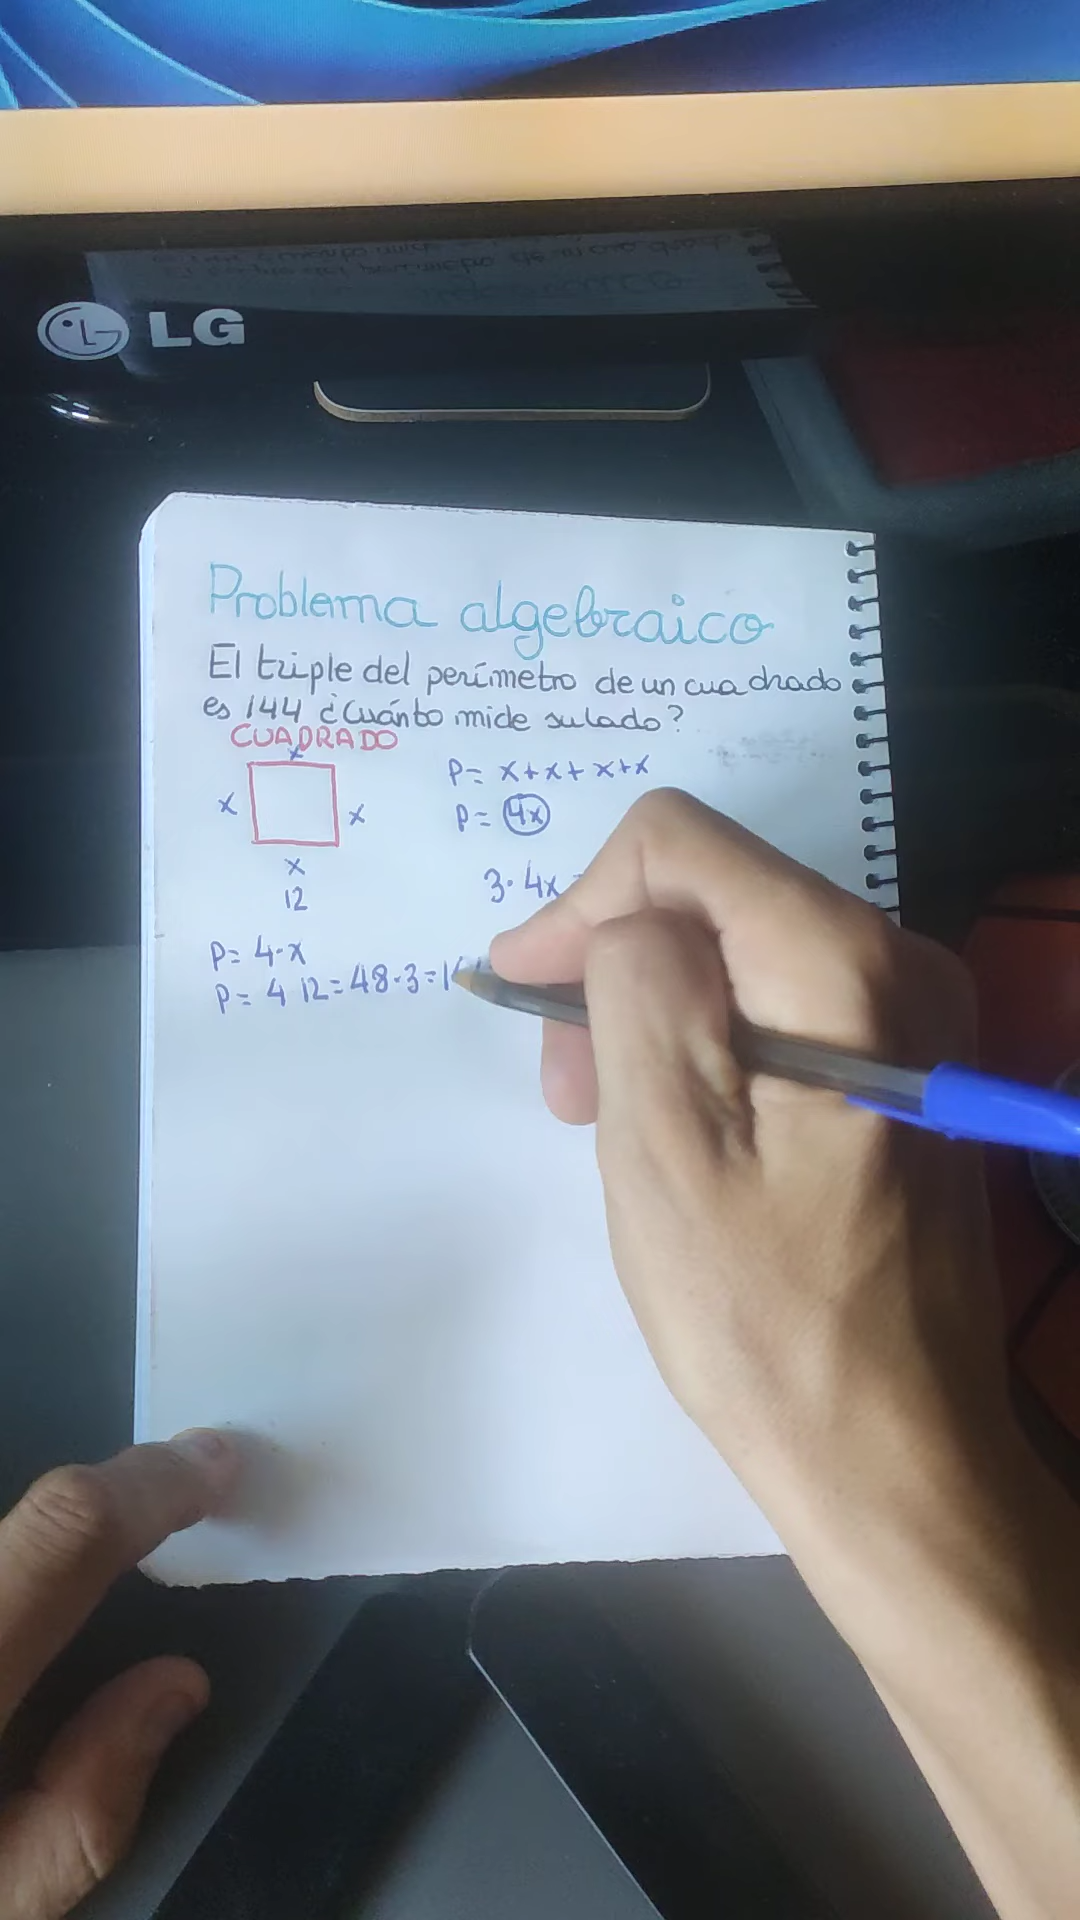 LG
Problema algebraico
El triple del perímetro de un cuadrado
es 144 ¿Cuánto mide su lado?
CUADRADO
x
P= x+x+x+x
x
x
P= 4x
x
3·4x
12
P= 4·x
P= 4 12=48·3=1